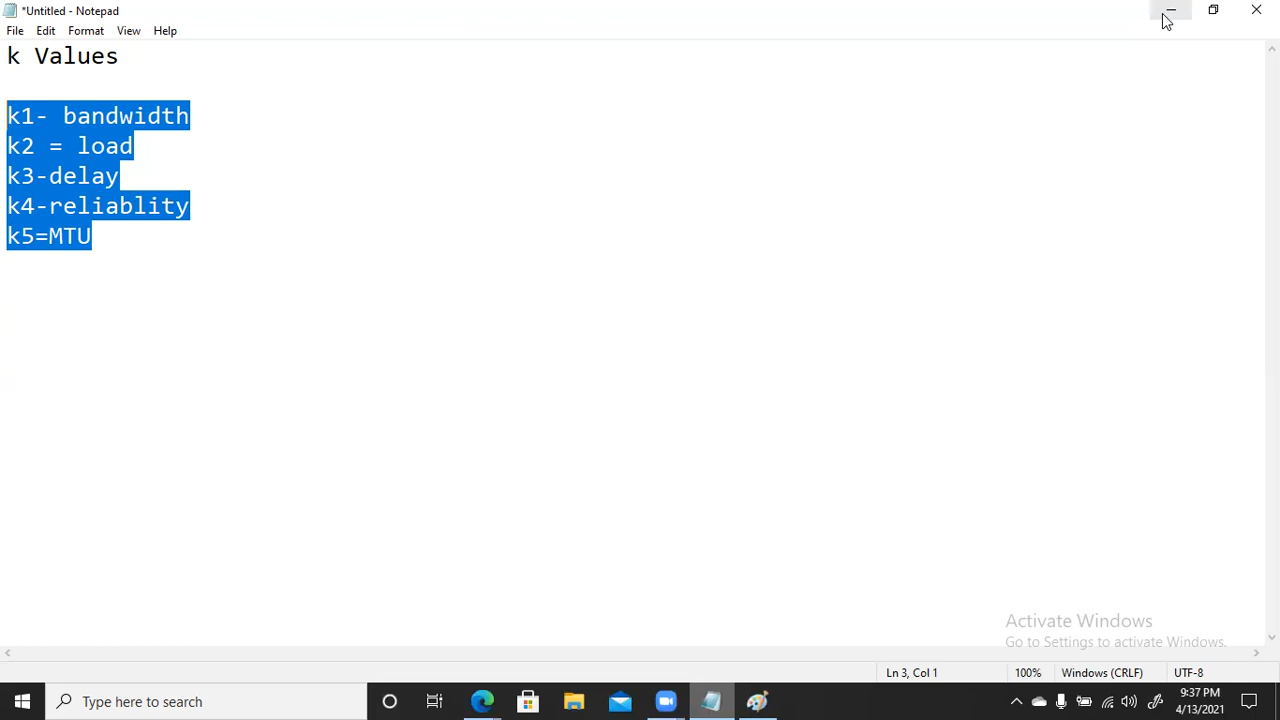 *Untitled - Notepad
File Edit Format View Help
k Values
k1- bandwidth
k2 = load
k3-delay
k4-reliablity
k5=MTU
Activate Windows
Go to Settings to activate Windows.
Ln 3, Col 1 100% Windows (CRLF) UTF-8
Type here to search
9:37 PM
4/13/2021